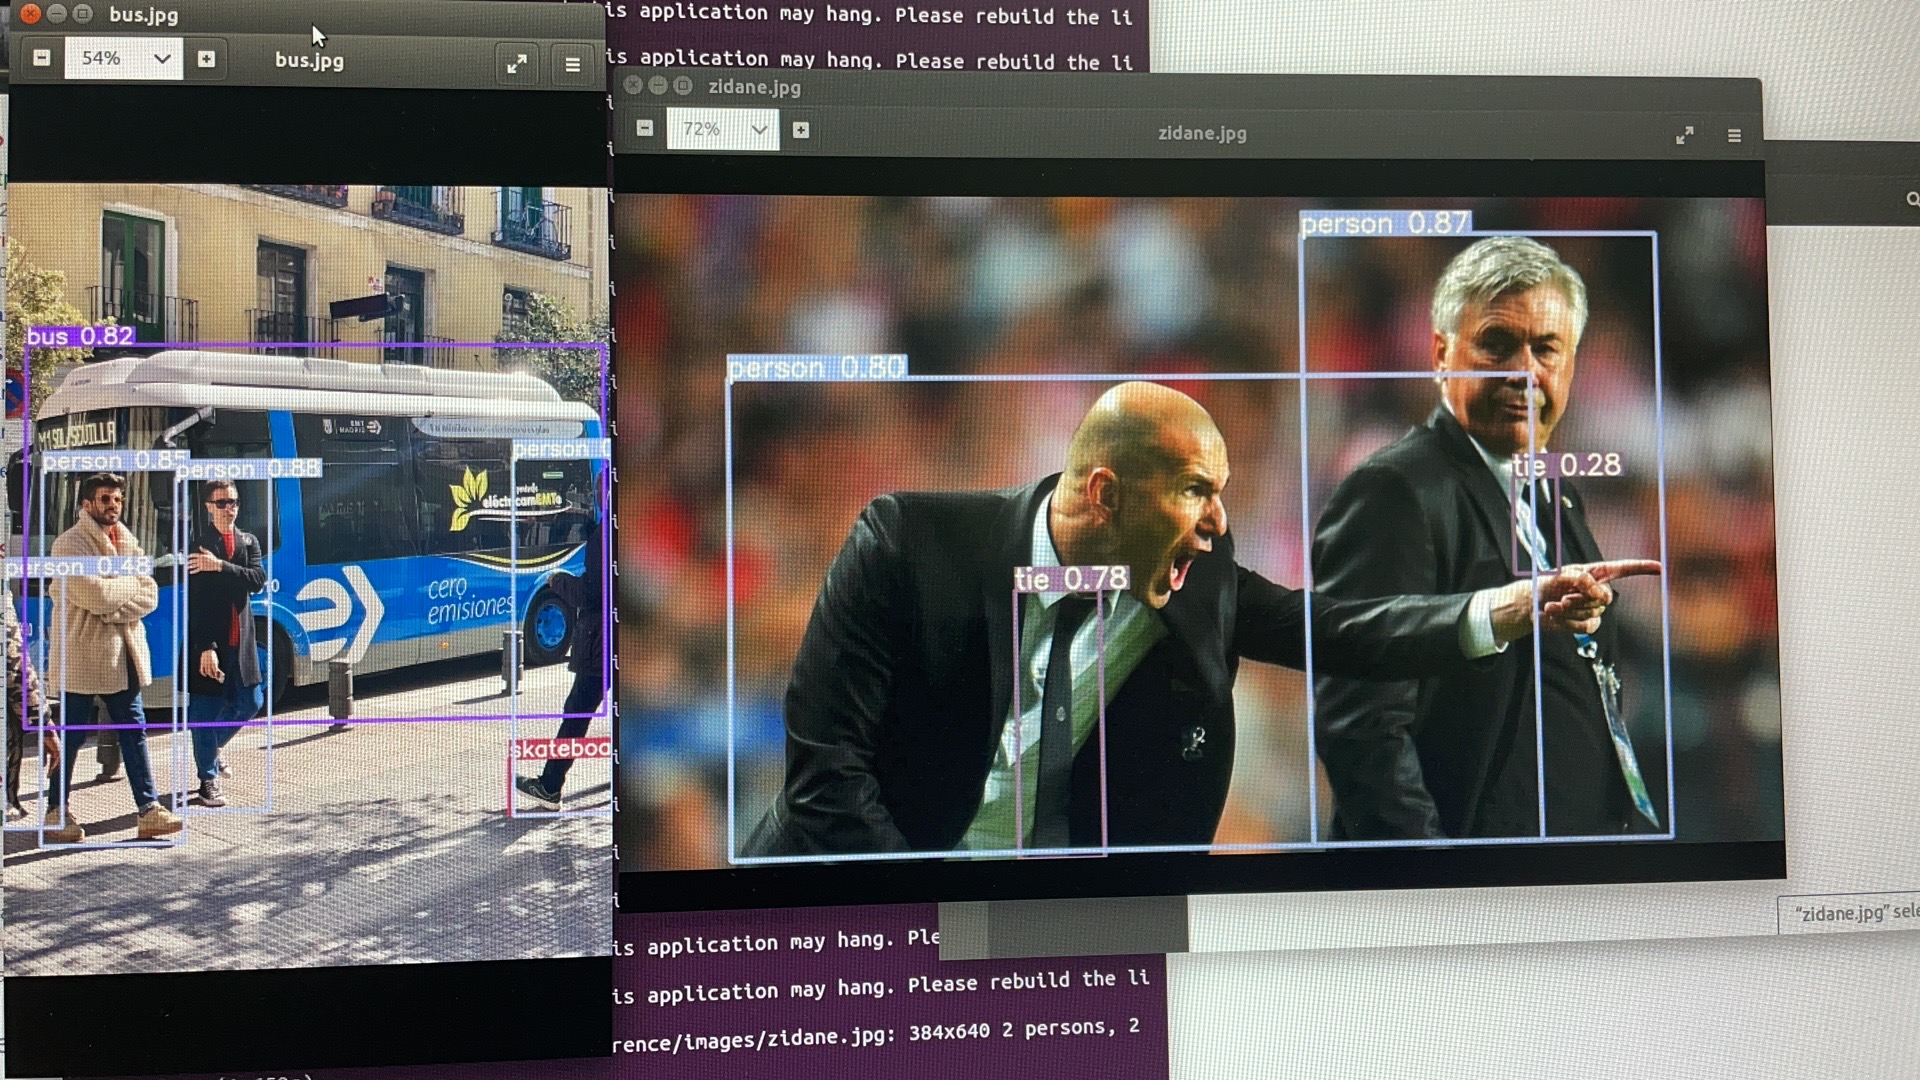 bus.jpg
54%
bus.jpg
is application may hang. Please rebuild the li
is application may hang. Please rebuild the li
zidane.jpg
72%
zidane.jpg
bus 0.82
M1 SOL/SEVILLA
EMT
MADRID
person 0.85
person 0.88
person 0
person 0.48
cero
emisiones
skateboa
person 0.87
person 0.80
tie 0.28
tie 0.78
"zidane.jpg" sele
is application may hang. Ple
is application may hang. Please rebuild the li
rence/images/zidane.jpg: 384x640 2 persons, 2